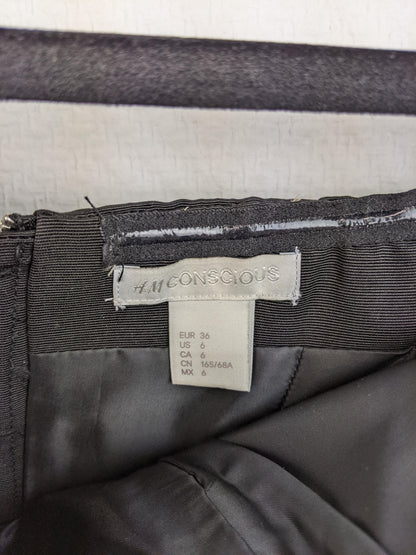 H&M CONSCIOUS
EUR 36
US 6
CA 6
CN 165/68A
MX 6